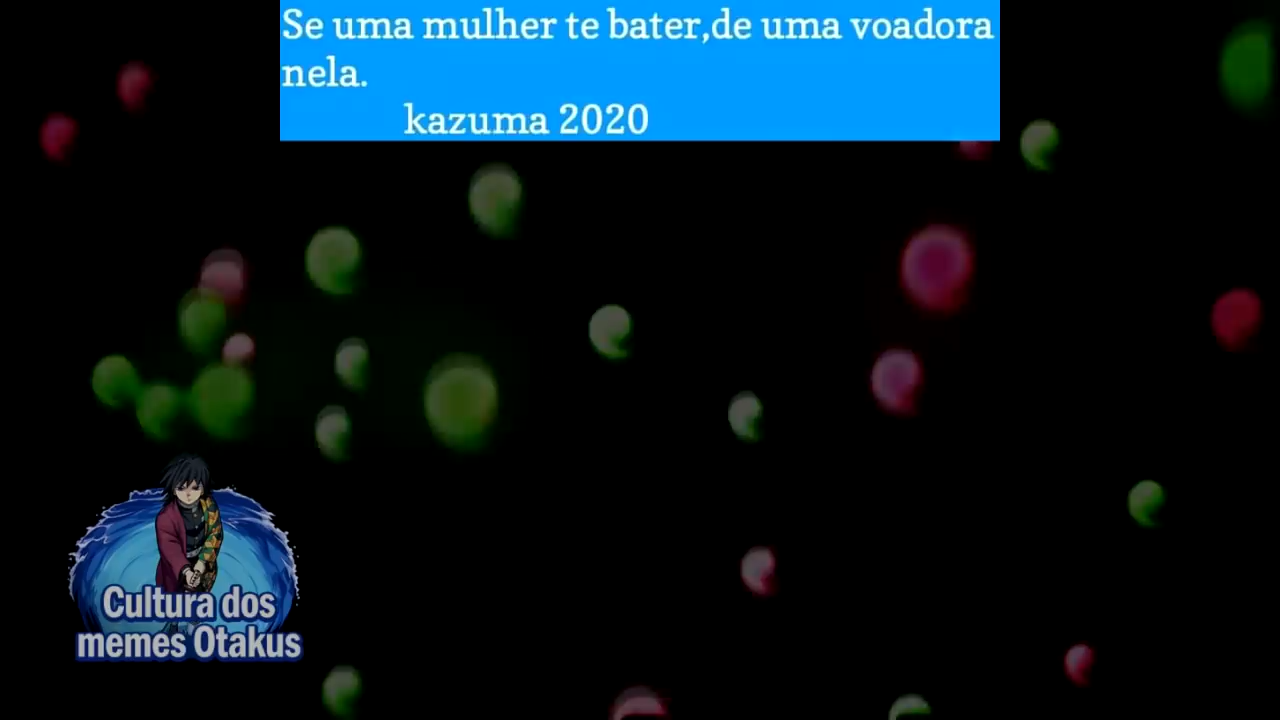 Se uma mulher te bater,de uma voadora
nela.
kazuma 2020
Cultura dos
memes Otakus